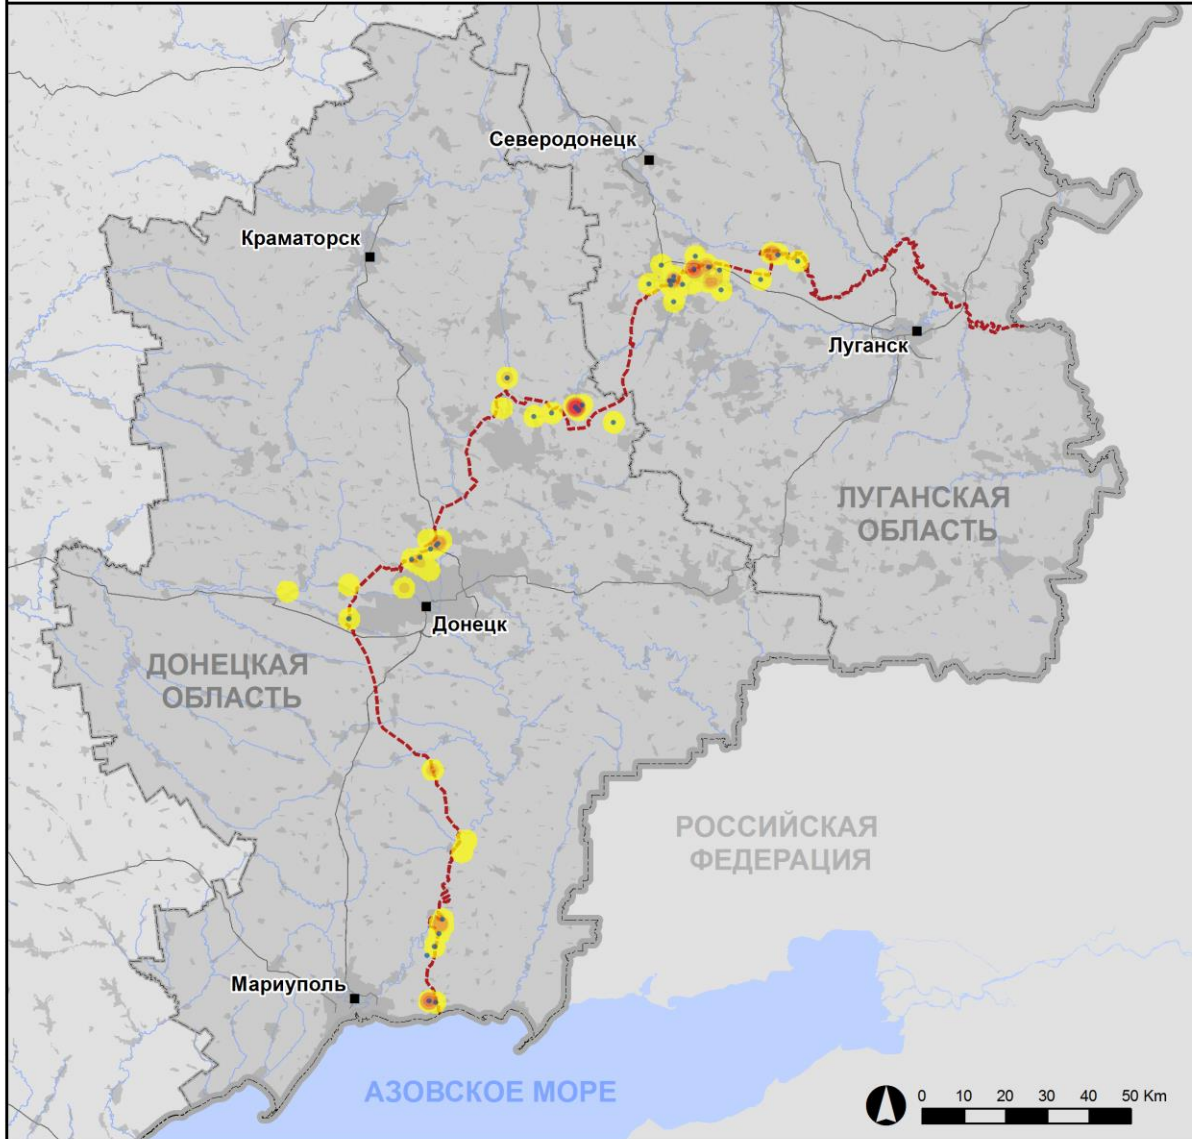 Северодонецк
Краматорск
Луганск
ЛУГАНСКАЯ
ОБЛАСТЬ
Донецк
ДОНЕЦКАЯ
ОБЛАСТЬ
РОССИЙСКАЯ
ФЕДЕРАЦИЯ
Мариуполь
АЗОВСКОЕ МОРЕ
0 10 20 30 40 50 Km